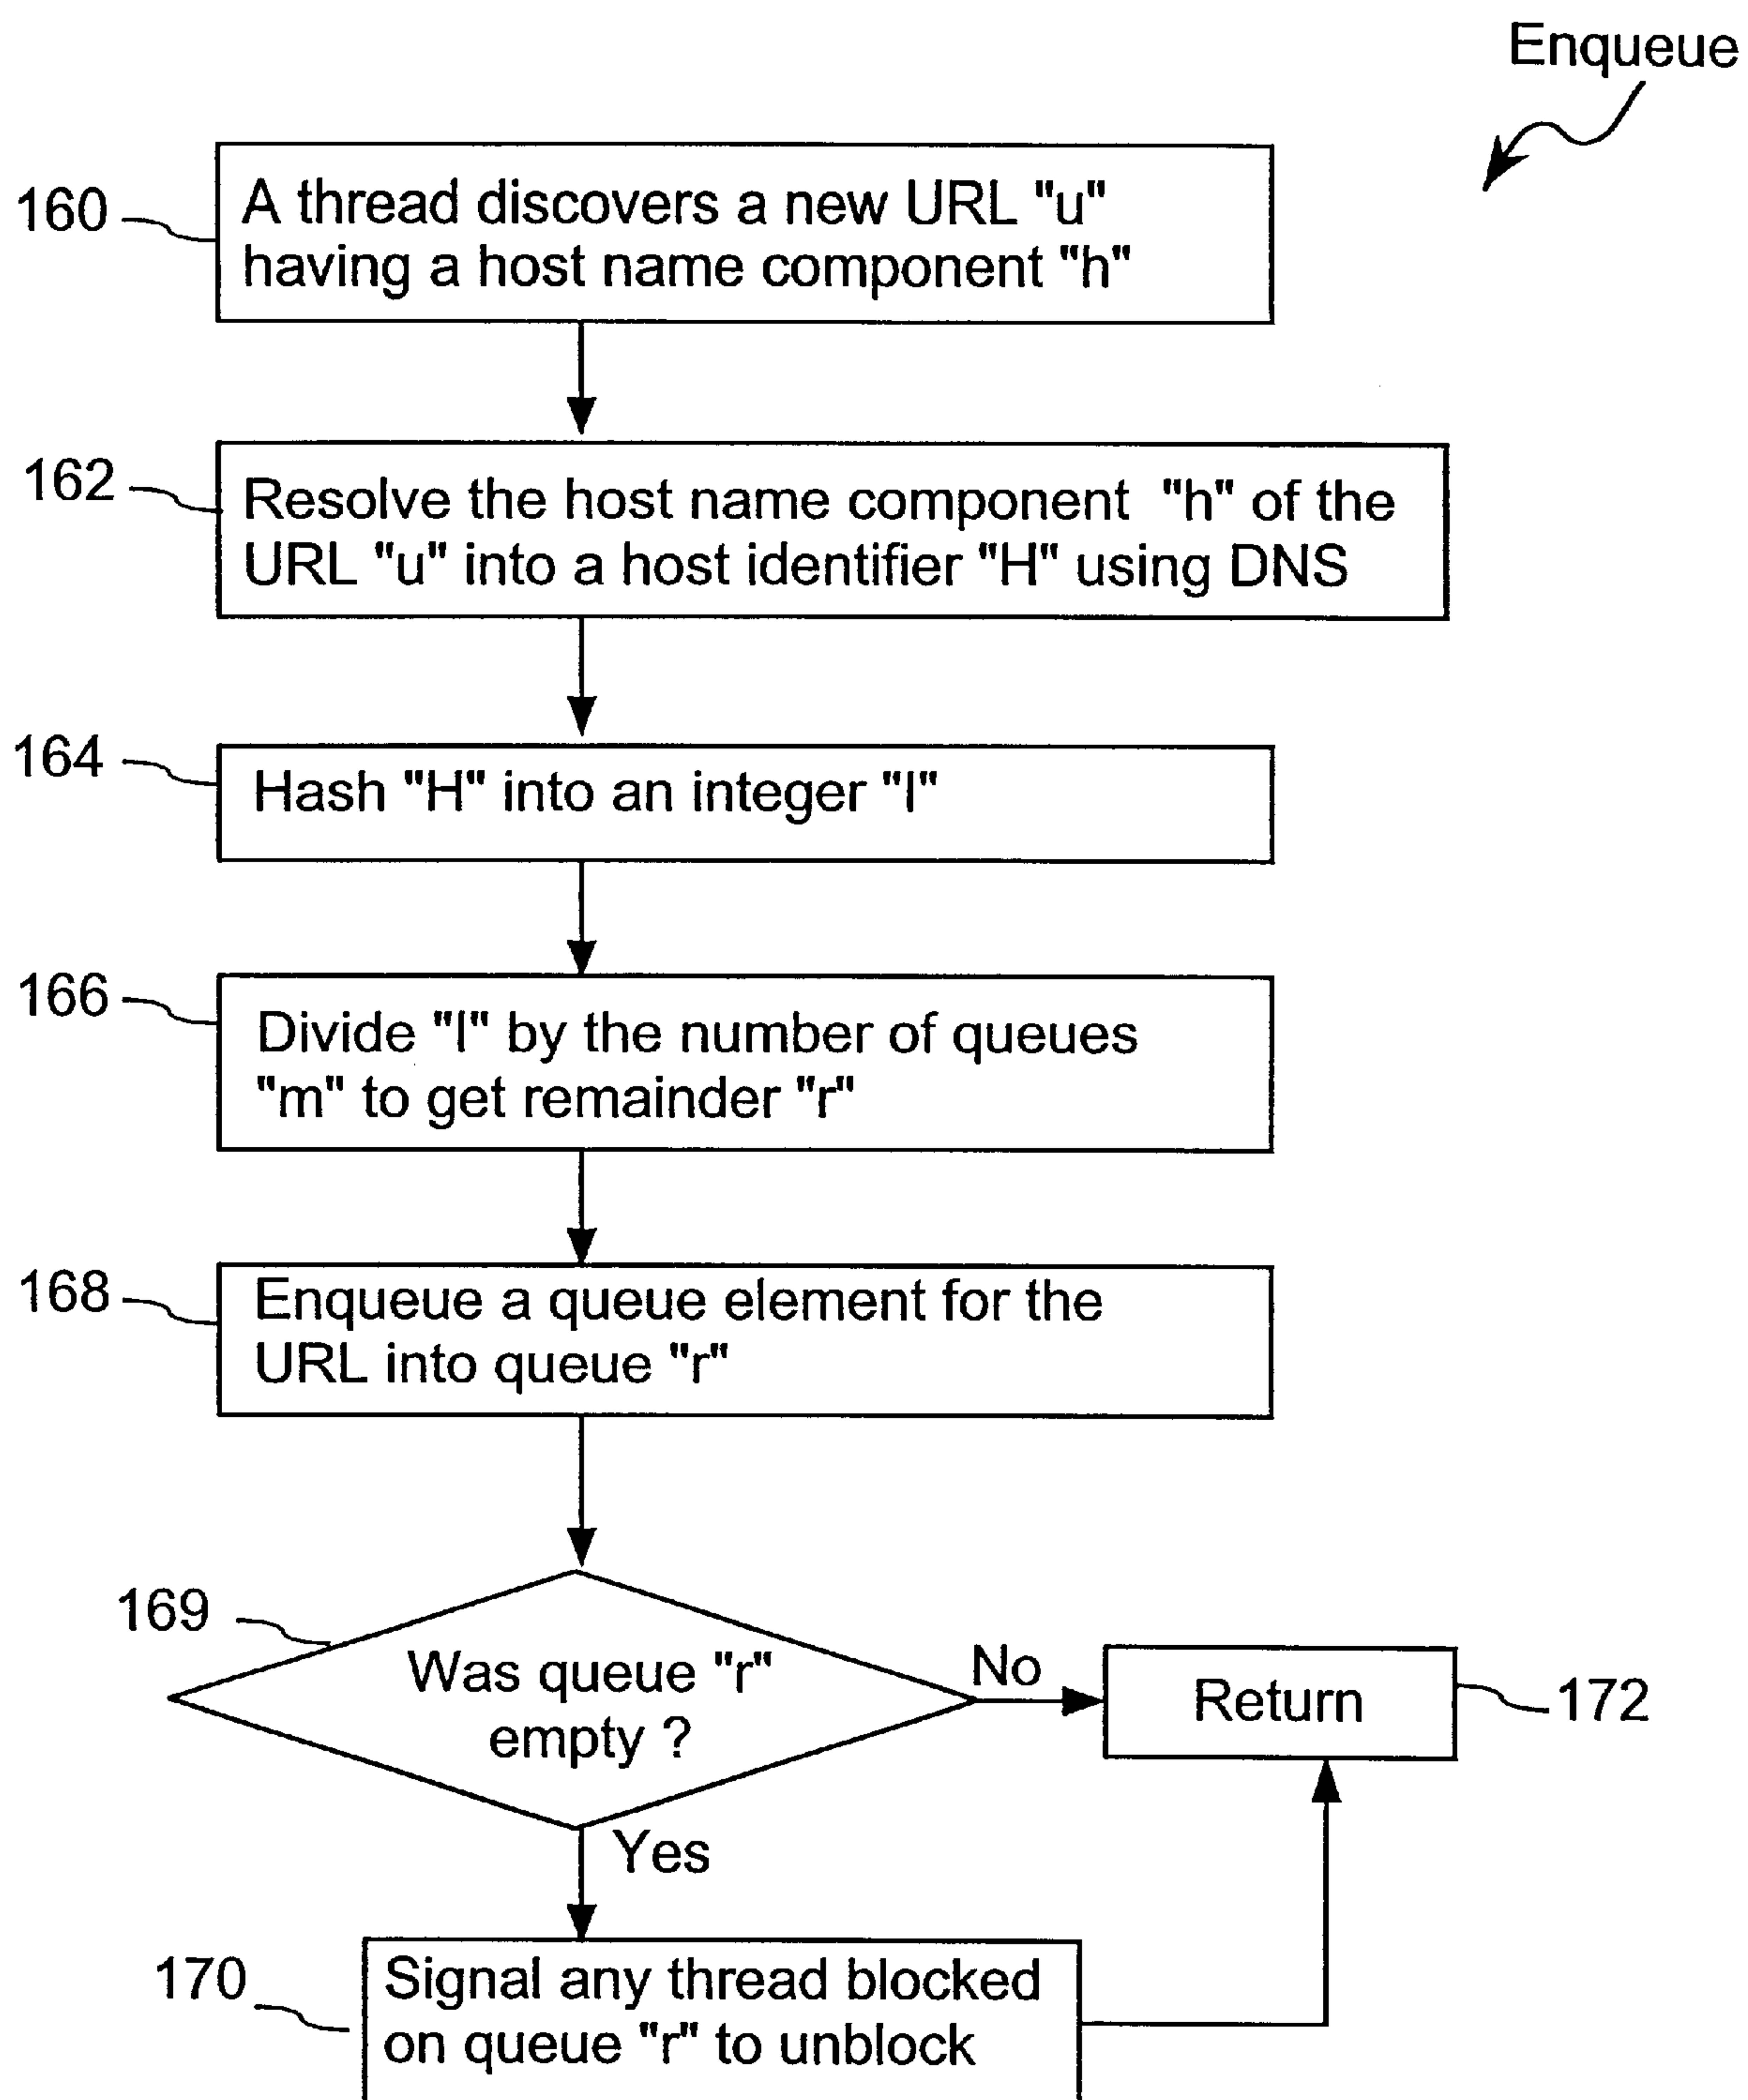 Enqueue
160
A thread discovers a new URL "u"
having a host name component "h"
162
Resolve the host name component "h" of the
URL "u" into a host identifier "H" using DNS
164
Hash "H" into an integer "I"
166
Divide "I" by the number of queues
"m" to get remainder "r"
168
Enqueue a queue element for the
URL into queue "r"
169
Was queue "r"
empty ?
No
Return
172
Yes
170
Signal any thread blocked
on queue "r" to unblock